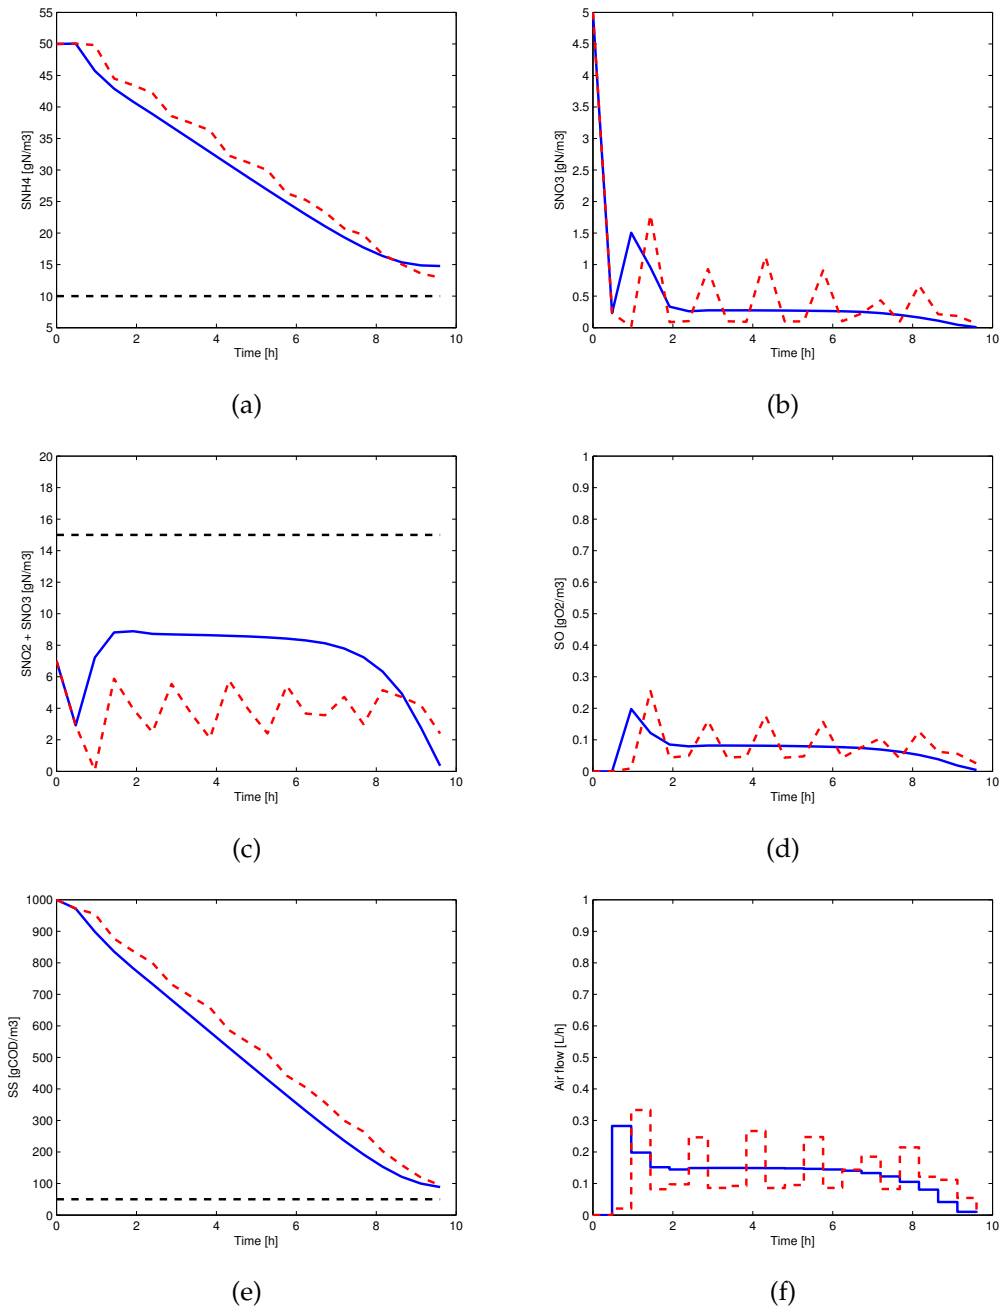 55
50
45
40
35
30
25
20
15
10
5
SNH4 [gN/m3]
0 2 4 6 8 10
Time [h]
(a)
5
4.5
4
3.5
3
2.5
2
1.5
1
0.5
0
SNO3 [gN/m3]
0 2 4 6 8 10
Time [h]
(b)
20
18
16
14
12
10
8
6
4
2
0
SNO2 + SNO3 [gN/m3]
0 2 4 6 8 10
Time [h]
(c)
1
0.9
0.8
0.7
0.6
0.5
0.4
0.3
0.2
0.1
0
SO [gO2/m3]
0 2 4 6 8 10
Time [h]
(d)
1000
900
800
700
600
500
400
300
200
100
0
SS [gCOD/m3]
0 2 4 6 8 10
Time [h]
(e)
1
0.9
0.8
0.7
0.6
0.5
0.4
0.3
0.2
0.1
0
Air flow [L/h]
0 2 4 6 8 10
Time [h]
(f)